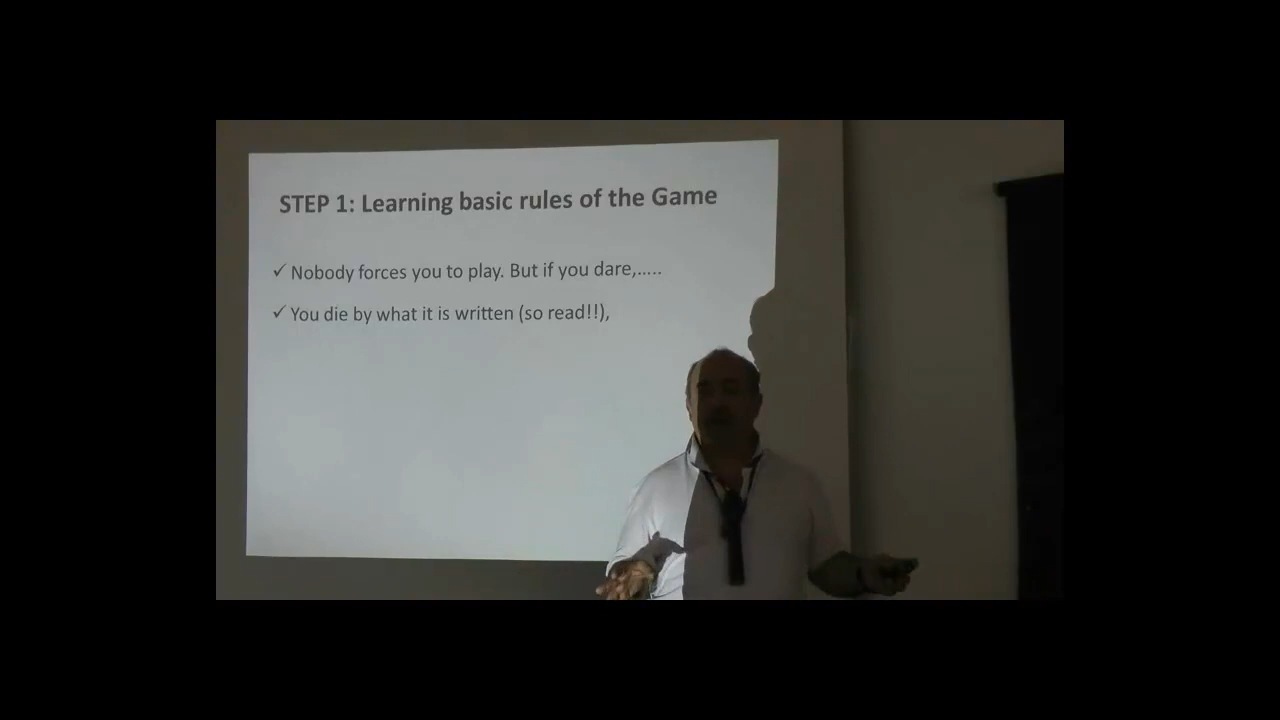 STEP 1: Learning basic rules of the Game
✓ Nobody forces you to play. But if you dare,.....
✓ You die by what it is written (so read!!),